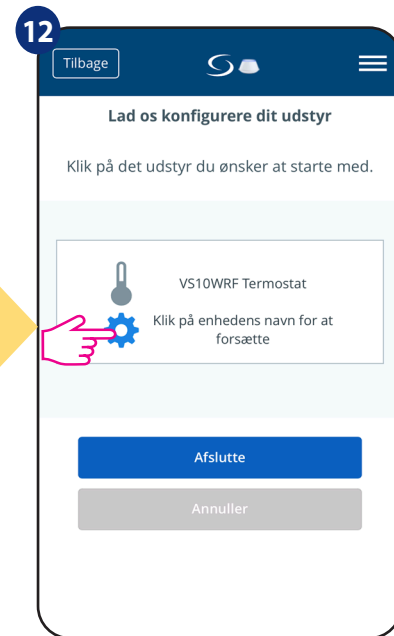 12
Tilbage
Lad os konfigurere dit udstyr
Klik på det udstyr du ønsker at starte med.
VS10WRF Termostat
Klik på enhedens navn for at
forsætte
Afslutte
Annuller